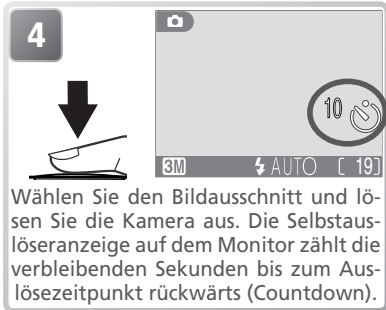 4
10
3M AUTO [ 19]
Wählen Sie den Bildausschnitt und lö-
sen Sie die Kamera aus. Die Selbstaus-
löseranzeige auf dem Monitor zählt die
verbleibenden Sekunden bis zum Aus-
lösezeitpunkt rückwärts (Countdown).